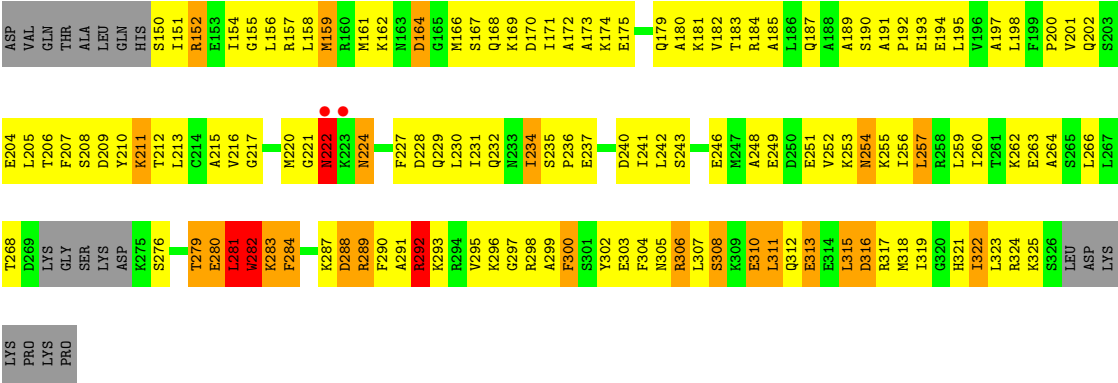 ASP VAL GLN THR ALA LEU GLN HIS S150 I151 R152 E153 I154 G155 L156 R157 L158 M159 R160 M161 K162 N163 D164 G165 M166 S167 Q168 K169 D170 I171 A172 A173 K174 E175 Q179 A180 K181 V182 T183 R184 A185 L186 Q187 A188 A189 S190 A191 P192 E193 E194 L195 V196 A197 L198 F199 P200 V201 Q202 S203
E204 L205 T206 F207 S208 D209 Y210 K211 T212 L213 C214 A215 V216 G217 M220 G221 N222 K223 N224 F227 D228 Q229 L230 I231 Q232 N233 I234 S235 P236 E237 D240 I241 L242 S243 E246 M247 A248 E249 D250 E251 V252 K253 N254 K255 I256 L257 R258 L259 I260 T261 K262 E263 A264 S265 L266 L267
T268 D269 LYS GLY SER LYS ASP K275 S276 T279 E280 L281 W282 K283 F284 K287 D288 R289 F290 A291 R292 K293 R294 V295 K296 G297 R298 A299 F300 S301 Y302 E303 F304 N305 R306 L307 S308 K309 E310 L311 Q312 E313 E314 L315 D316 R317 M318 I319 G320 H321 I322 L323 R324 K325 S326 LEU ASP LYS
LYS PRO LYS PRO